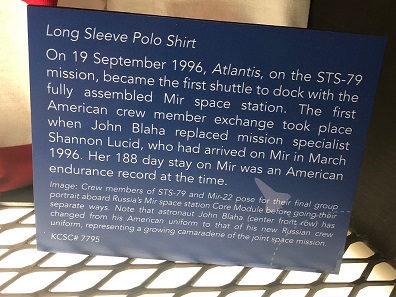 Long Sleeve Polo Shirt
On 19 September 1996, Atlantis, on the STS-79
mission, became the first shuttle to dock with the
fully assembled Mir space station. The first
American crew member exchange took place
when John Blaha replaced mission specialist
Shannon Lucid, who had arrived on Mir in March
1996. Her 188 day stay on Mir was an American
endurance record at the time.
Image: Crew members of STS-79 and Mir-22 pose for their final group
portrait aboard Russia's Mir space station Core Module before going their
separate ways. Note that astronaut John Blaha (center front row) has
changed from his American uniform to that of his new Russian crew
uniform, representing a growing camaraderie of the joint space mission.
KCSC# 7795